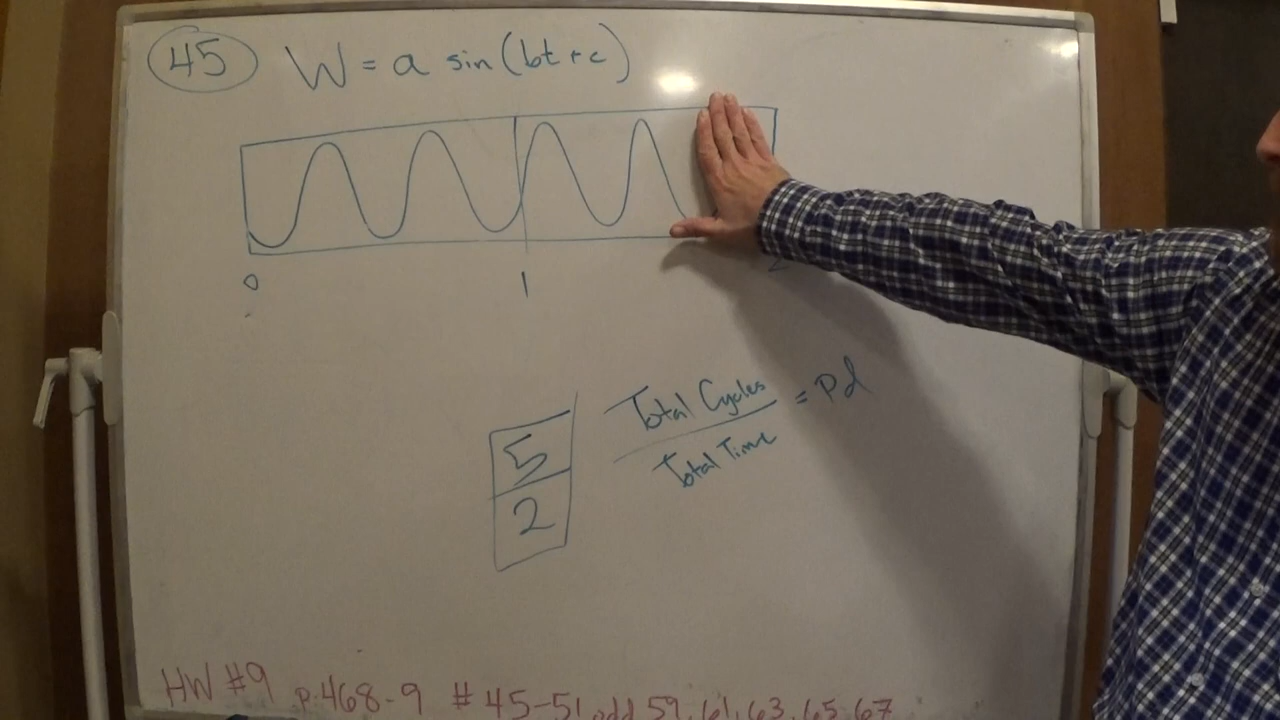 45 W = a sin(bt+c)
0 1 2
5
2
Total Cycles
Total Time
= Pd
HW #9 p.468-9 # 45-51 odd 59, 61, 63, 65, 67